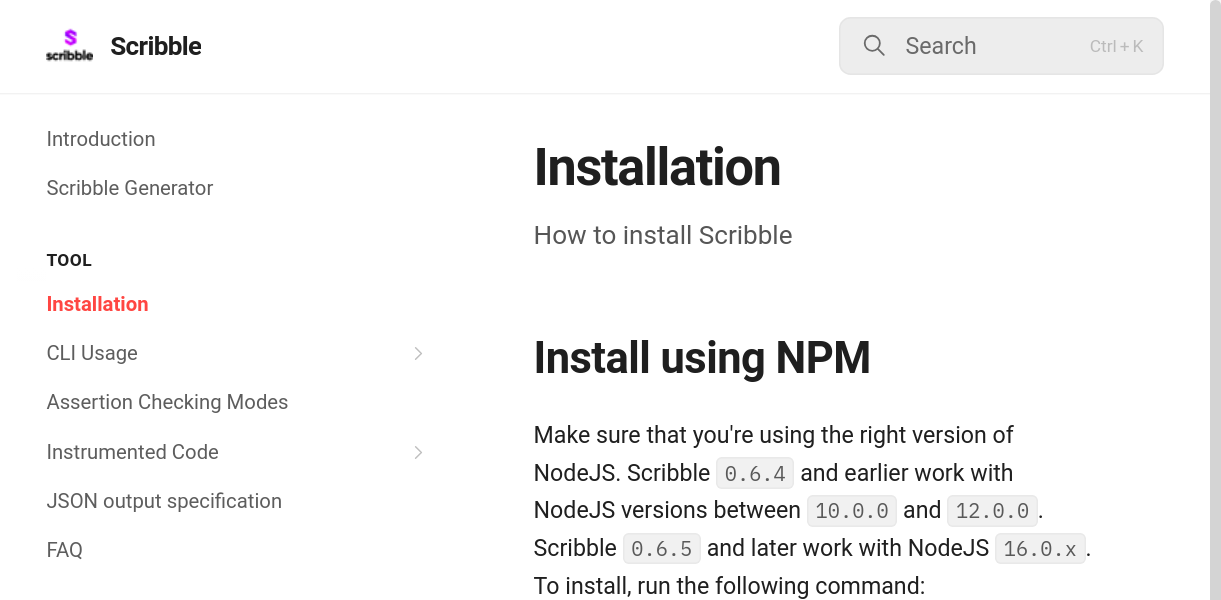 scribble
Scribble
Search
Ctrl + K
Introduction
Scribble Generator
TOOL
Installation
CLI Usage
Assertion Checking Modes
Instrumented Code
JSON output specification
FAQ
Installation
How to install Scribble
Install using NPM
Make sure that you're using the right version of
NodeJS. Scribble 0.6.4 and earlier work with
NodeJS versions between 10.0.0 and 12.0.0.
Scribble 0.6.5 and later work with NodeJS 16.0.x.
To install, run the following command: